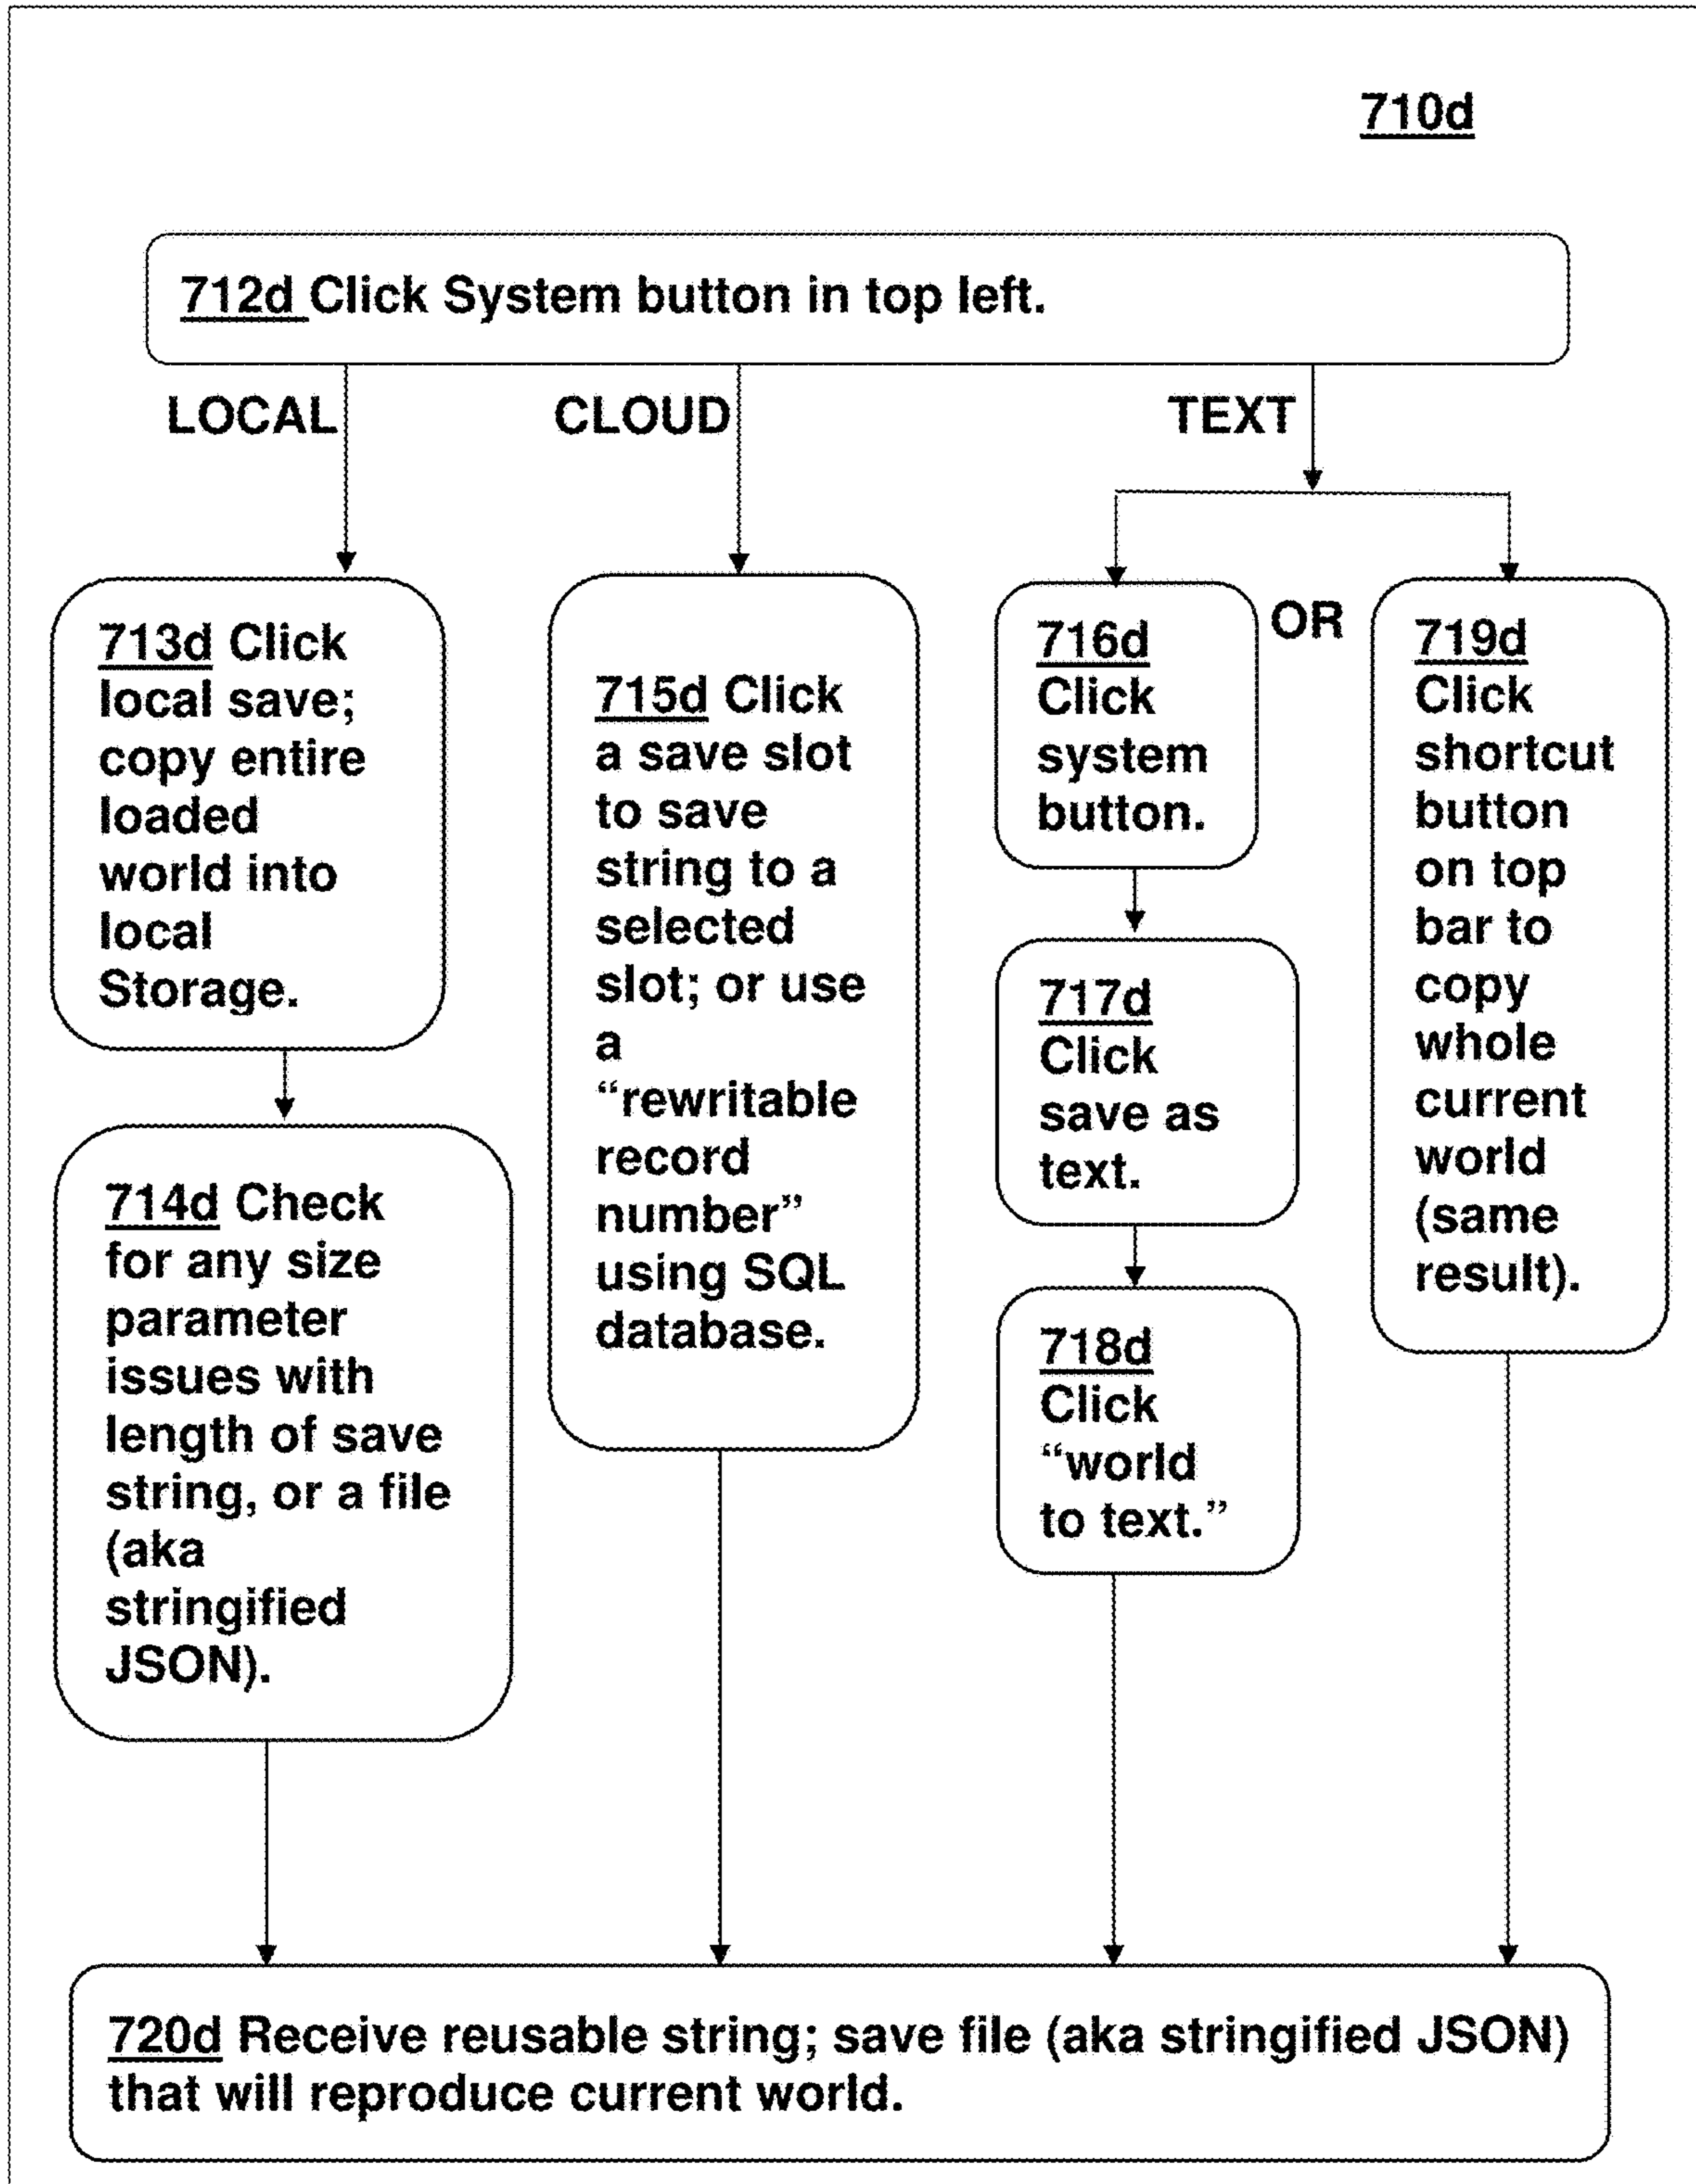 710d
712d Click System button in top left.
LOCAL
CLOUD
TEXT
713d Click
local save;
copy entire
loaded
world into
local
Storage.
714d Check
for any size
parameter
issues with
length of save
string, or a file
(aka
stringified
JSON).
715d Click
a save slot
to save
string to a
selected
slot; or use
a
“rewritable
record
number”
using SQL
database.
716d
Click
system
button.
OR
717d
Click
save as
text.
718d
Click
“world
to text.”
719d
Click
shortcut
button
on top
bar to
copy
whole
current
world
(same
result).
720d Receive reusable string; save file (aka stringified JSON)
that will reproduce current world.